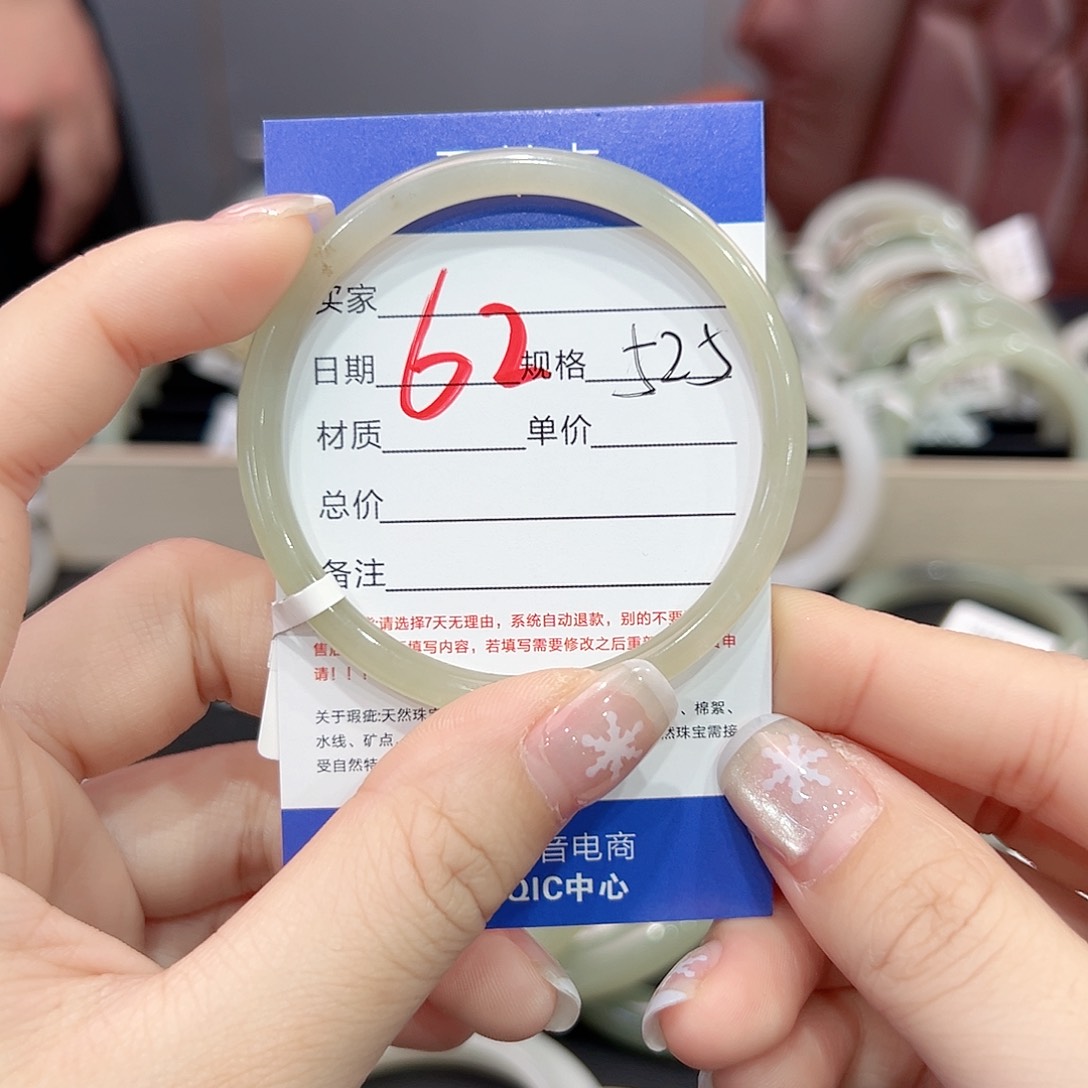 买家
62
日期 规格 525
材质 单价
总价
备注
请选择7天无理由，系统自动退款，别的不要
售后 填写内容，若填写需要修改之后重新 申
请！！！
关于瑕疵:天然珠宝 、棉絮、
水线、矿点 然珠宝需接
受自然特
音电商
QIC中心